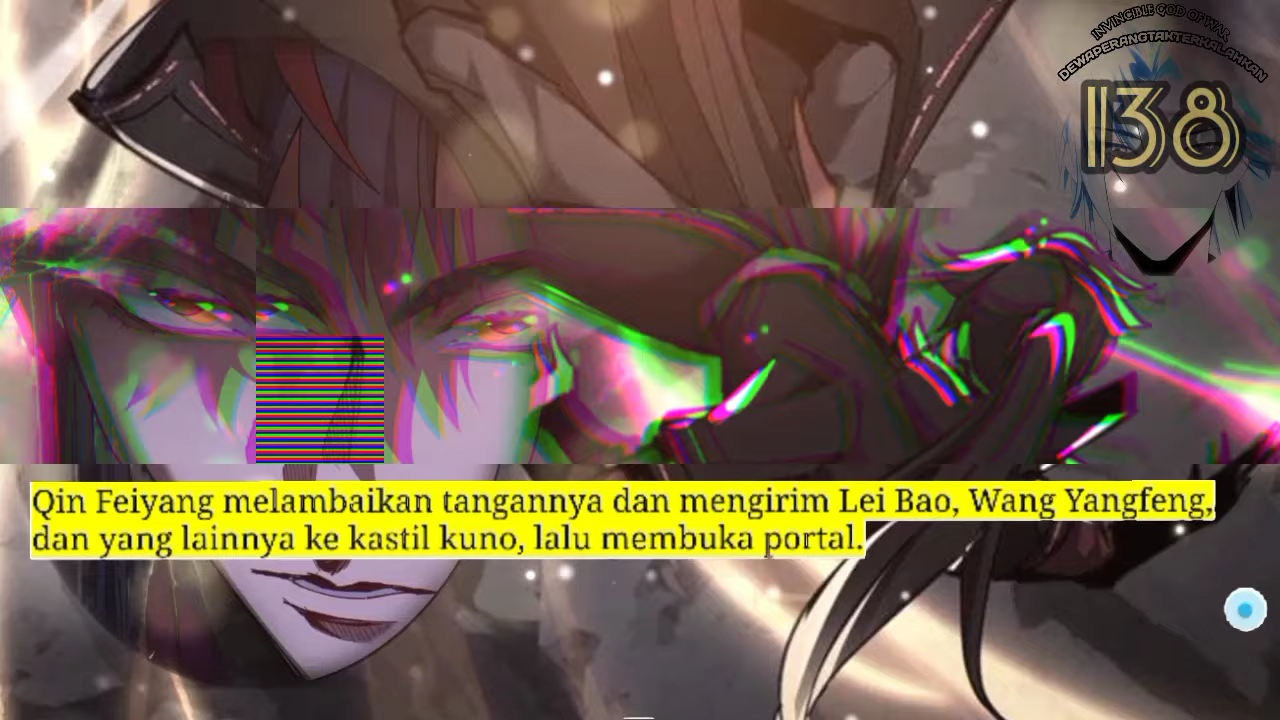 INVINCIBLE GOD OF WAR
DEWAPERANGTAKTERKALAHKAN
138
Qin Feiyang melambaikan tangannya dan mengirim Lei Bao, Wang Yangfeng,
dan yang lainnya ke kastil kuno, lalu membuka portal.